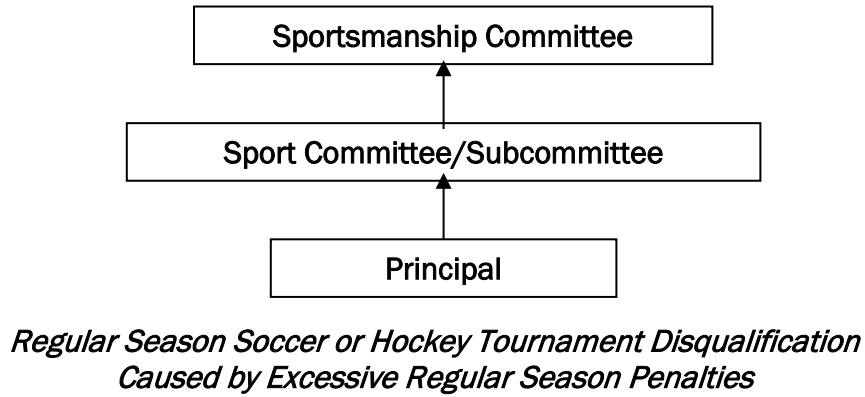 Sportsmanship Committee
Sport Committee/Subcommittee
Principal
Regular Season Soccer or Hockey Tournament Disqualification
Caused by Excessive Regular Season Penalties